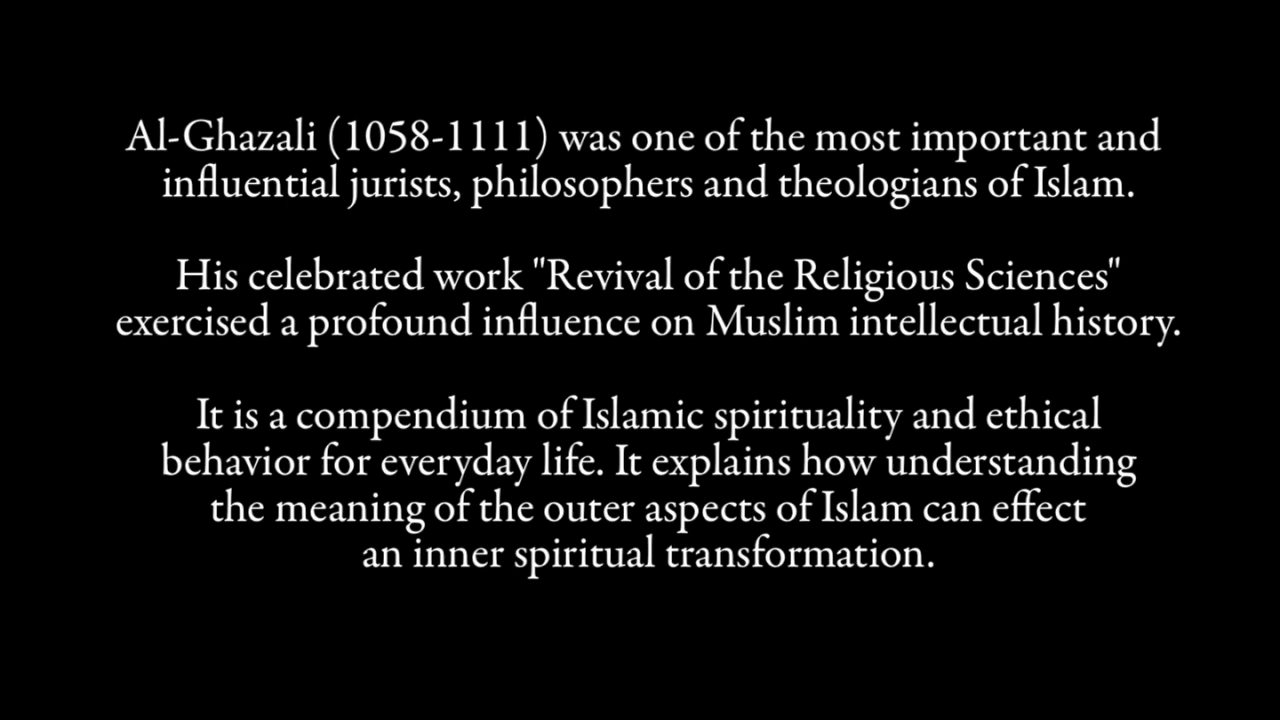 Al-Ghazali (1058-1111) was one of the most important and
influential jurists, philosophers and theologians of Islam.
His celebrated work "Revival of the Religious Sciences"
exercised a profound influence on Muslim intellectual history.
It is a compendium of Islamic spirituality and ethical
behavior for everyday life. It explains how understanding
the meaning of the outer aspects of Islam can effect
an inner spiritual transformation.